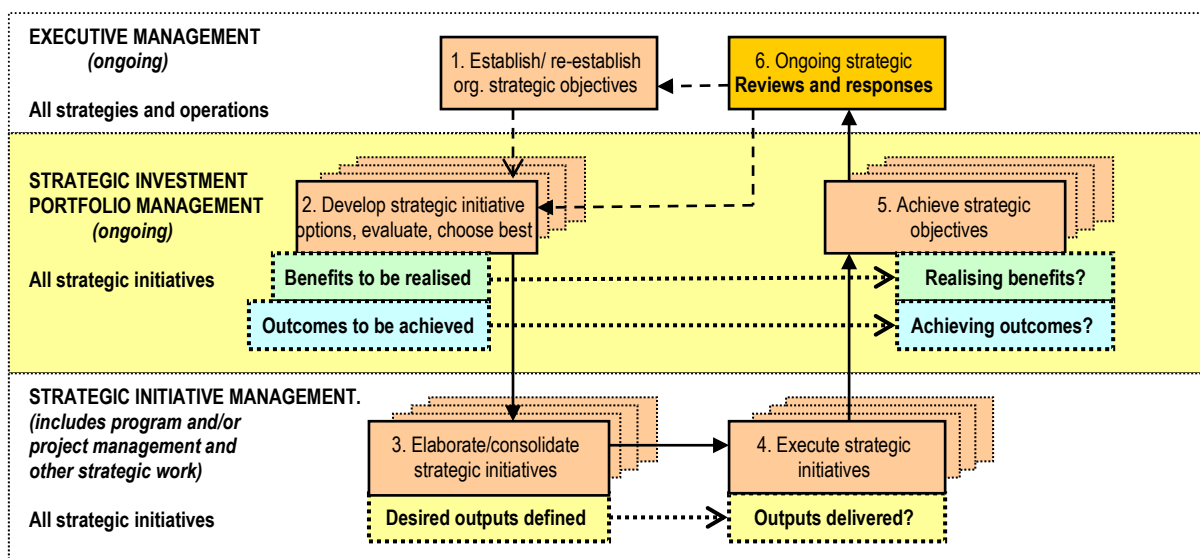 EXECUTIVE MANAGEMENT
(ongoing)
All strategies and operations
1. Establish/ re-establish
org. strategic objectives
6. Ongoing strategic
Reviews and responses
STRATEGIC INVESTMENT
PORTFOLIO MANAGEMENT
(ongoing)
All strategic initiatives
2. Develop strategic initiative
options, evaluate, choose best
Benefits to be realised
Outcomes to be achieved
5. Achieve strategic
objectives
Realising benefits?
Achieving outcomes?
STRATEGIC INITIATIVE MANAGEMENT.
(includes program and/or
project management and
other strategic work)
All strategic initiatives
3. Elaborate/consolidate
strategic initiatives
Desired outputs defined
4. Execute strategic
initiatives
Outputs delivered?